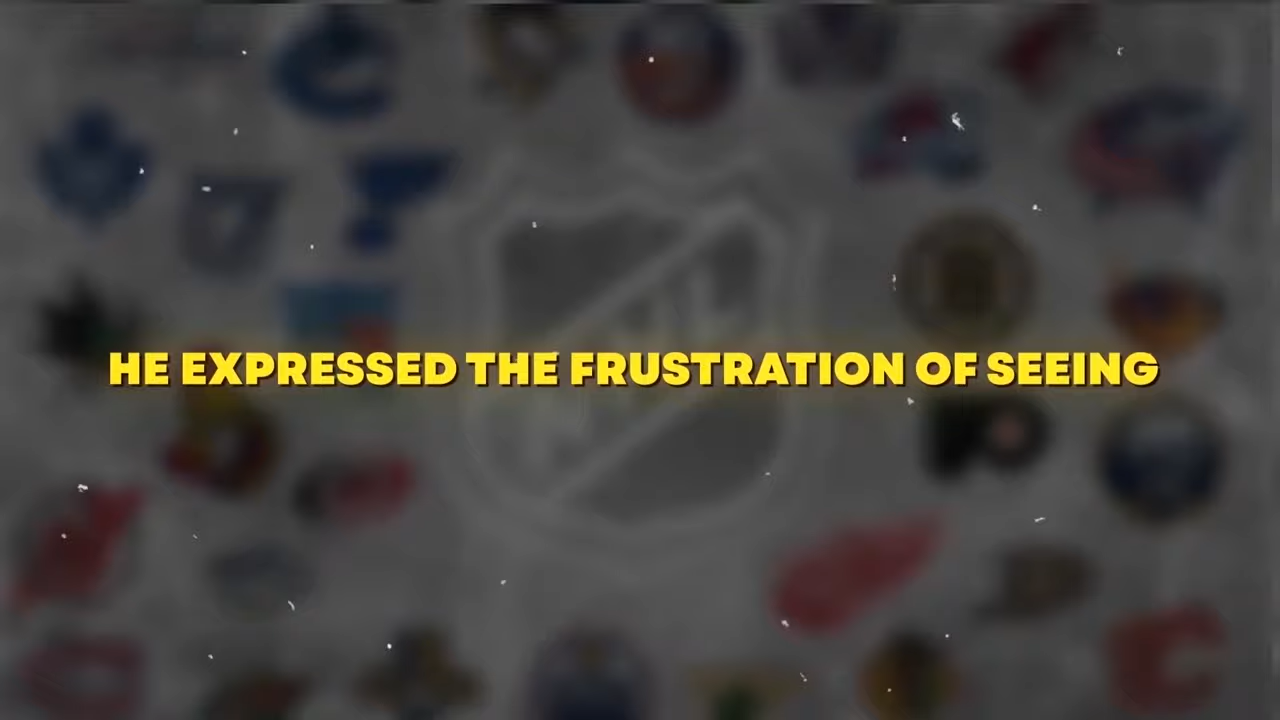 HE EXPRESSED THE FRUSTRATION OF SEEING